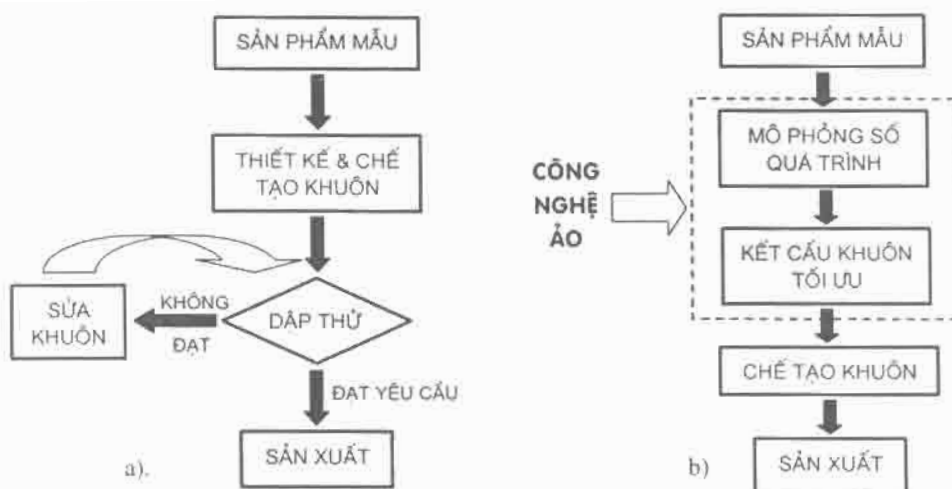 SẢN PHẨM MẪU
THIẾT KẾ & CHẾ
TẠO KHUÔN
SỬA
KHUÔN
KHÔNG
ĐẠT
DẬP THỬ
ĐẠT YÊU CẦU
SẢN XUẤT
a).
SẢN PHẨM MẪU
CÔNG
NGHỆ
ẢO
MÔ PHỎNG SỐ
QUÁ TRÌNH
KẾT CẤU KHUÔN
TỐI ƯU
CHẾ TẠO KHUÔN
SẢN XUẤT
b)